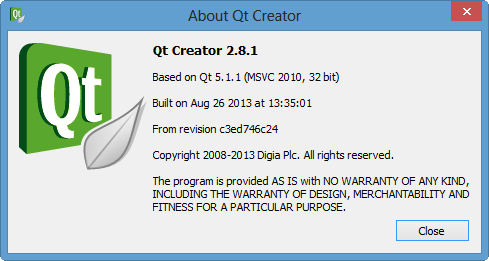 About Qt Creator
Qt
Qt Creator 2.8.1
Based on Qt 5.1.1 (MSVC 2010, 32 bit)
Built on Aug 26 2013 at 13:35:01
From revision c3ed746c24
Copyright 2008-2013 Digia Plc. All rights reserved.
The program is provided AS IS with NO WARRANTY OF ANY KIND,
INCLUDING THE WARRANTY OF DESIGN, MERCHANTABILITY AND
FITNESS FOR A PARTICULAR PURPOSE.
Close